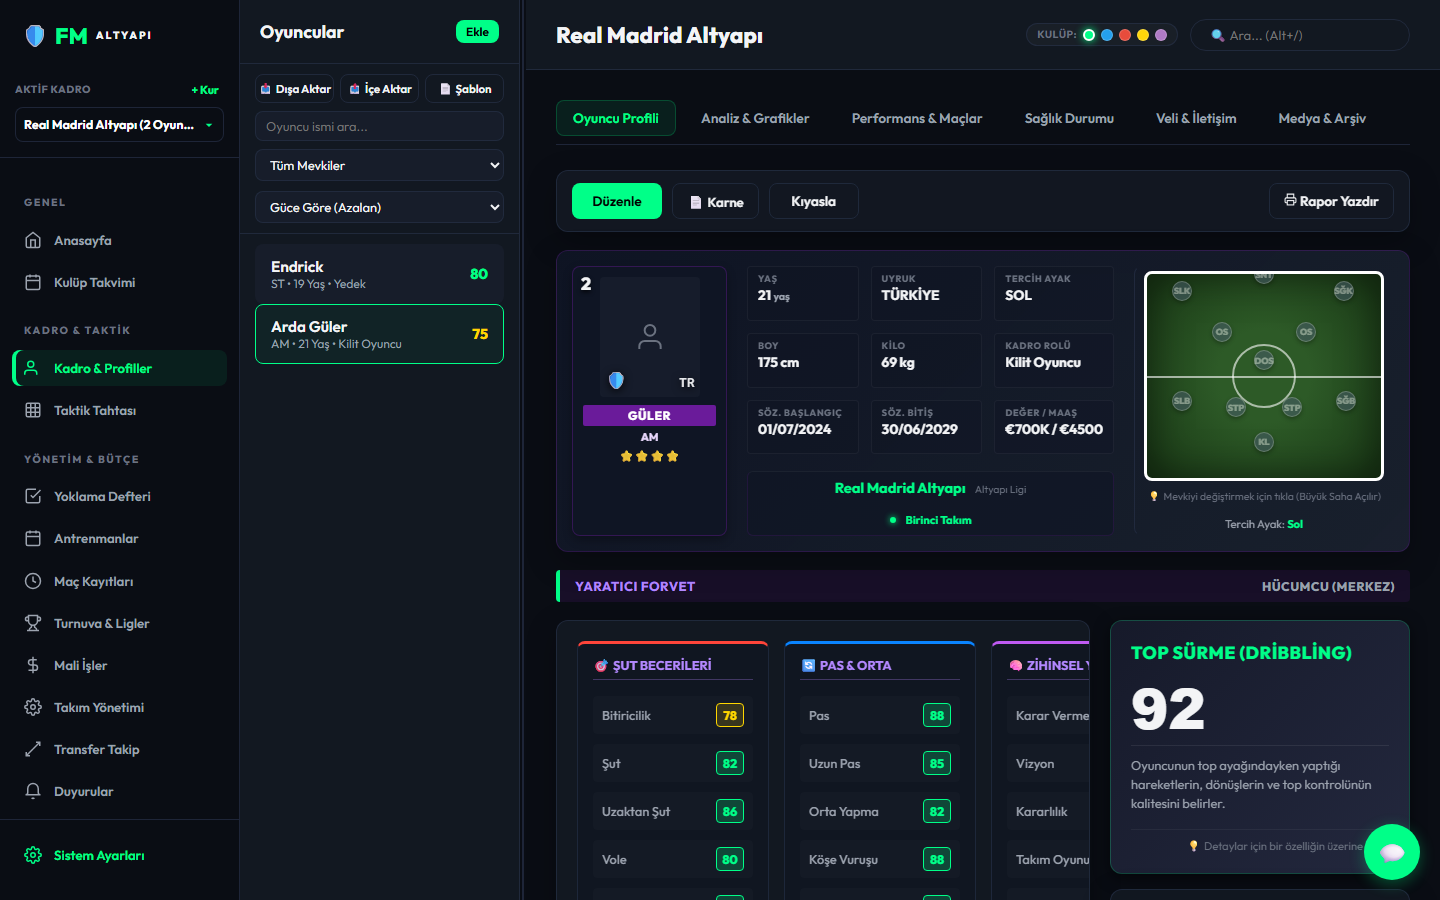 FM ALTYAPI
AKTİF KADRO
+ Kur
Real Madrid Altyapı (2 Oyun...
GENEL
Anasayfa
Kulüp Takvimi
KADRO & TAKTİK
Kadro & Profiller
Taktik Tahtası
YÖNETİM & BÜTÇE
Yoklama Defteri
Antrenmanlar
Maç Kayıtları
Turnuva & Ligler
Mali İşler
Takım Yönetimi
Transfer Takip
Duyurular
Sistem Ayarları
Oyuncular
Ekle
Dışa Aktar
İçe Aktar
Şablon
Oyuncu ismi ara...
Tüm Mevkiler
Güce Göre (Azalan)
Endrick
ST • 19 Yaş • Yedek
80
Arda Güler
AM • 21 Yaş • Kilit Oyuncu
75
Real Madrid Altyapı
KULÜP:
Ara... (Alt+/)
Oyuncu Profili
Analiz & Grafikler
Performans & Maçlar
Sağlık Durumu
Veli & İletişim
Medya & Arşiv
Düzenle
Karne
Kıyasla
Rapor Yazdır
2
TR
GÜLER
AM
YAŞ
21 yaş
UYRUK
TÜRKİYE
TERCİH AYAK
SOL
BOY
175 cm
KİLO
69 kg
KADRO ROLÜ
Kilit Oyuncu
SÖZ. BAŞLANGIÇ
01/07/2024
SÖZ. BİTİŞ
30/06/2029
DEĞER / MAAŞ
€700K / €4500
Real Madrid Altyapı Altyapı Ligi
Birinci Takım
SLK
SĞK
OS
OS
DOS
SLB
STP
STP
SĞB
KL
Mevkiyi değiştirmek için tıkla (Büyük Saha Açılır)
Tercih Ayak: Sol
YARATICI FORVET
HÜCUMCU (MERKEZ)
ŞUT BECERİLERİ
Bitiricilik
78
Şut
82
Uzaktan Şut
86
Vole
80
PAS & ORTA
Pas
88
Uzun Pas
85
Orta Yapma
82
Köşe Vuruşu
88
ZİHİNSEL
Karar Verme
Vizyon
Kararlılık
Takım Oyunu
TOP SÜRME (DRİBBLİNG)
92
Oyuncunun top ayağındayken yaptığı
hareketlerin, dönüşlerin ve top kontrolünün
kalitesini belirler.
Detaylar için bir özelliğin üzerine